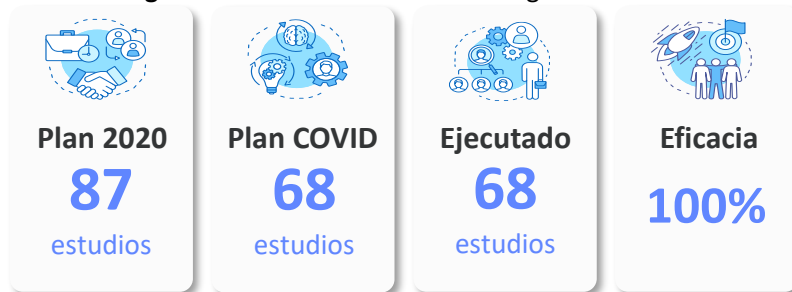 Plan 2020
87
estudios
Plan COVID
68
estudios
Ejecutado
68
estudios
Eficacia
100%